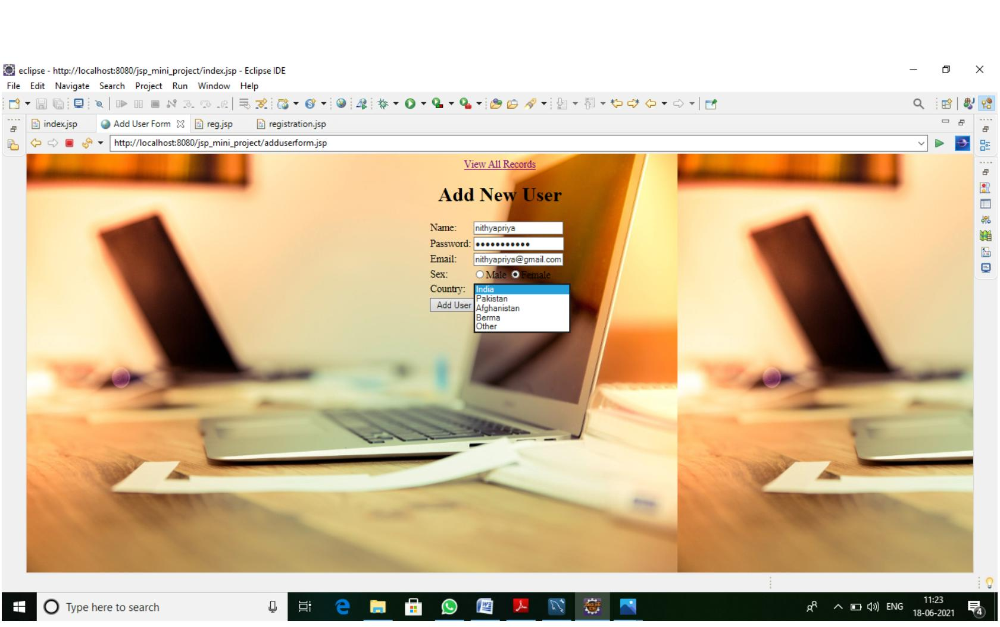 eclipse - http://localhost:8080/jsp_mini_project/index.jsp - Eclipse IDE
File Edit Navigate Search Project Run Window Help
index.jsp Add User Form reg.jsp registration.jsp
http://localhost:8080/jsp_mini_project/adduserform.jsp
View All Records
Add New User
Name: nithyapriya
Password: •••••••••••
Email: nithyapriya@gmail.com
Sex: Male Female
Country: India
Pakistan
Add User Afghanistan
Berma
Other
Type here to search
ENG
11:23
18-06-2021
4